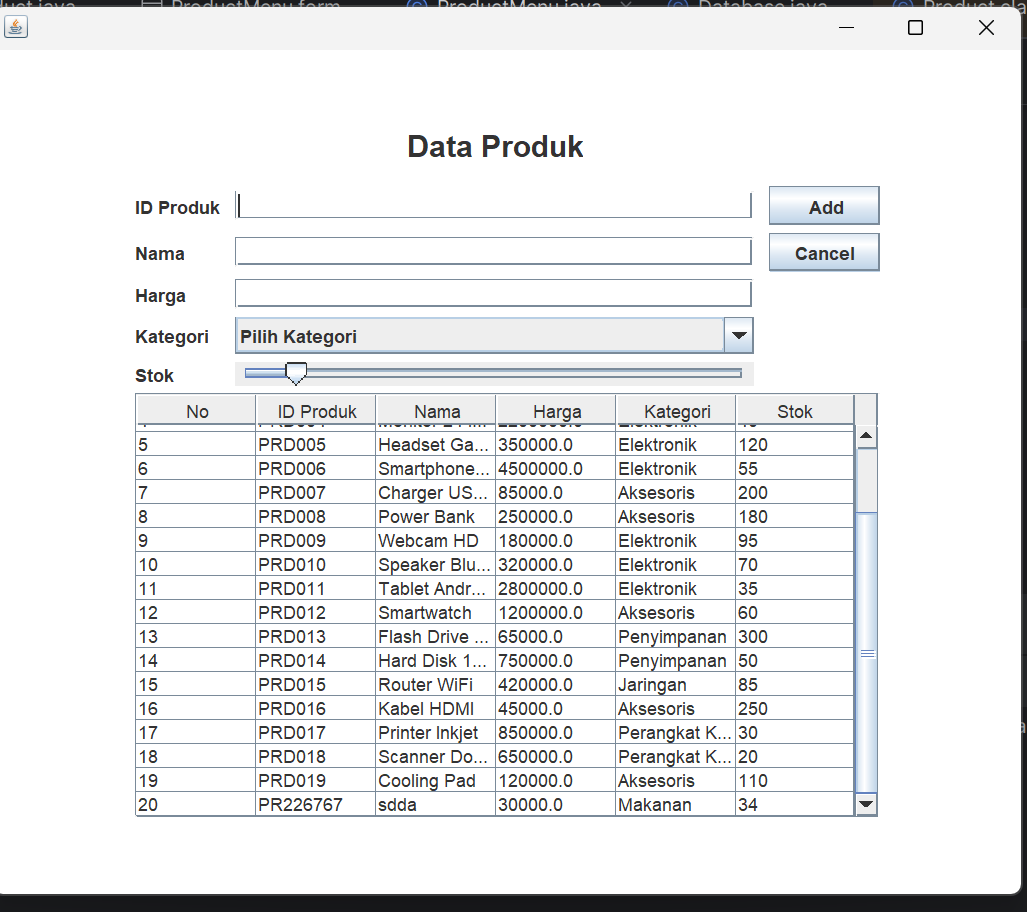 ProductMenu.form ProductMenu.java Database.java
Data Produk
ID Produk Add
Nama Cancel
Harga
Kategori Pilih Kategori
Stok
No ID Produk Nama Harga Kategori Stok
5 PRD005 Headset Ga... 350000.0 Elektronik 120
6 PRD006 Smartphone... 4500000.0 Elektronik 55
7 PRD007 Charger US... 85000.0 Aksesoris 200
8 PRD008 Power Bank 250000.0 Aksesoris 180
9 PRD009 Webcam HD 180000.0 Elektronik 95
10 PRD010 Speaker Blu... 320000.0 Elektronik 70
11 PRD011 Tablet Andr... 2800000.0 Elektronik 35
12 PRD012 Smartwatch 1200000.0 Aksesoris 60
13 PRD013 Flash Drive ... 65000.0 Penyimpanan 300
14 PRD014 Hard Disk 1... 750000.0 Penyimpanan 50
15 PRD015 Router WiFi 420000.0 Jaringan 85
16 PRD016 Kabel HDMI 45000.0 Aksesoris 250
17 PRD017 Printer Inkjet 850000.0 Perangkat K... 30
18 PRD018 Scanner Do... 650000.0 Perangkat K... 20
19 PRD019 Cooling Pad 120000.0 Aksesoris 110
20 PR226767 sdda 30000.0 Makanan 34